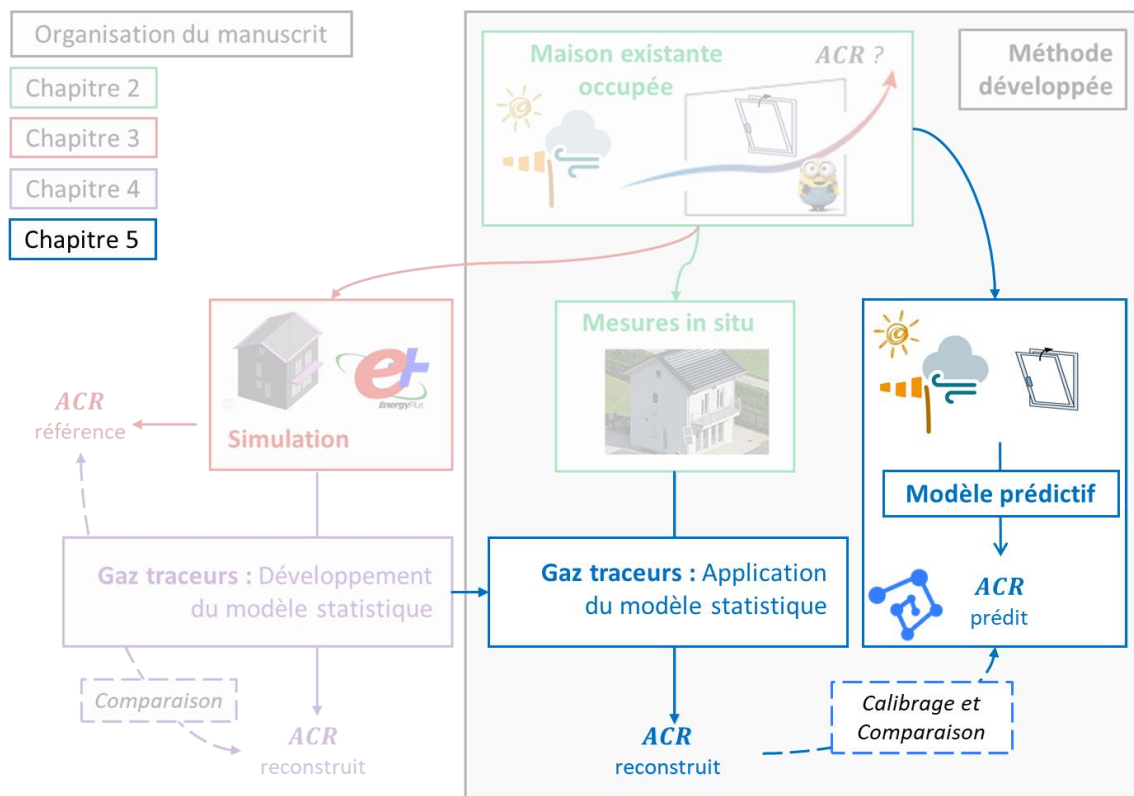 Organisation du manuscrit
Chapitre 2
Chapitre 3
Chapitre 4
Chapitre 5
Maison existante
occupée
ACR ?
Méthode
développée
Simulation
e+
EnergyPlus
Mesures in situ
ACR
référence
Modèle prédictif
ACR
prédit
Gaz traceurs : Développement
du modèle statistique
Gaz traceurs : Application
du modèle statistique
Comparaison
Calibrage et
Comparaison
ACR
reconstruit
ACR
reconstruit